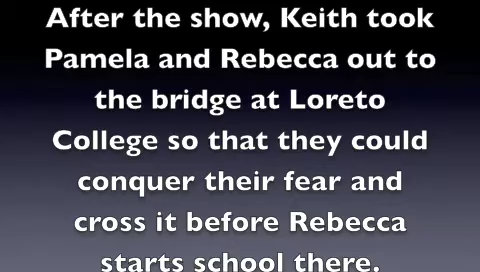 After the show, Keith took
Pamela and Rebecca out to
the bridge at Loreto
College so that they could
conquer their fear and
cross it before Rebecca
starts school there.